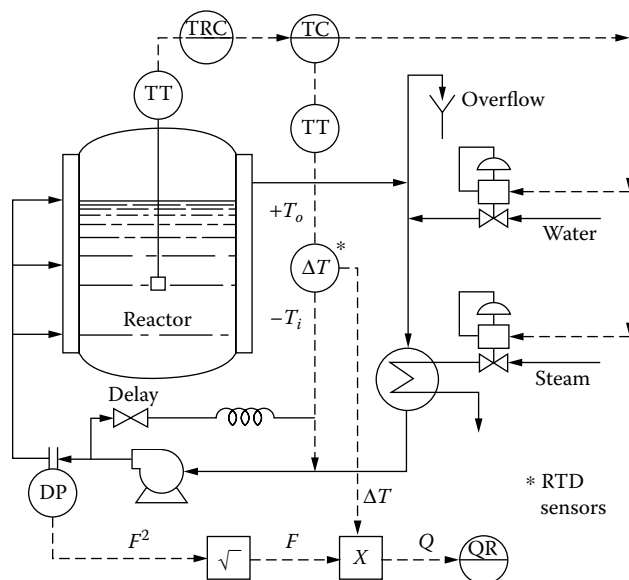 TRC
TC
TT
TT
Overflow
+T_o
*
Water
ΔT
Reactor
−T_i
Steam
Delay
* RTD
sensors
DP
ΔT
F²
√
F
X
Q
QR